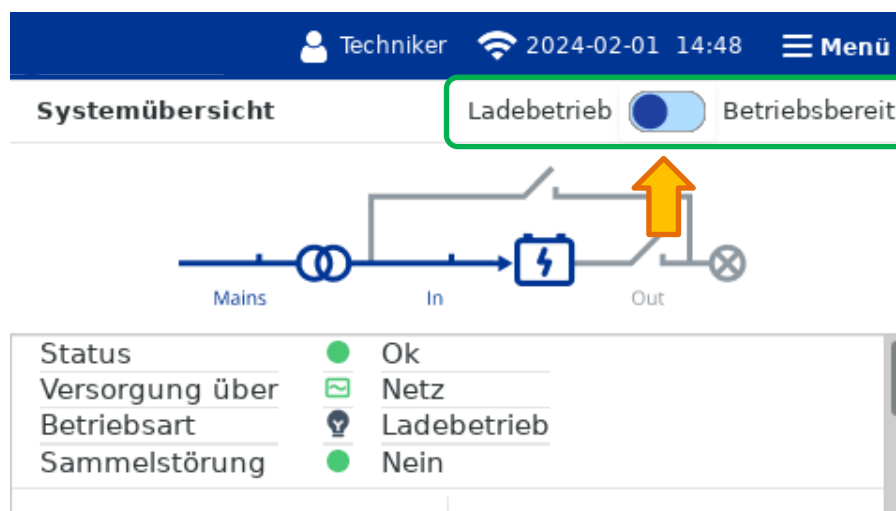 Techniker 2024-02-01 14:48 Menü
Systemübersicht Ladebetrieb Betriebsbereit
Mains In Out
Status Ok
Versorgung über Netz
Betriebsart Ladebetrieb
Sammelstörung Nein